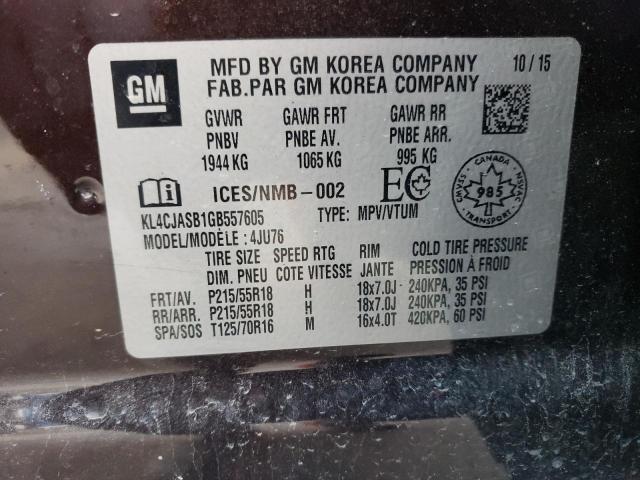 GM
MFD BY GM KOREA COMPANY 10/15
FAB.PAR GM KOREA COMPANY
GVWR GAWR FRT GAWR RR
PNBV PNBE AV. PNBE ARR.
1944 KG 1065 KG 995 KG
ICES/NMB-002 EC
CANADA
CMVSS NSVAC
985
TRANSPORT
KL4CJASB1GB557605 TYPE: MPV/VTUM
MODEL/MODÈLE : 4JU76
TIRE SIZE SPEED RTG RIM COLD TIRE PRESSURE
DIM. PNEU COTE VITESSE JANTE PRESSION À FROID
FRT/AV. P215/55R18 H 18x7.0J 240KPA, 35 PSI
RR/ARR. P215/55R18 H 18x7.0J 240KPA, 35 PSI
SPA/SOS T125/70R16 M 16x4.0T 420KPA, 60 PSI